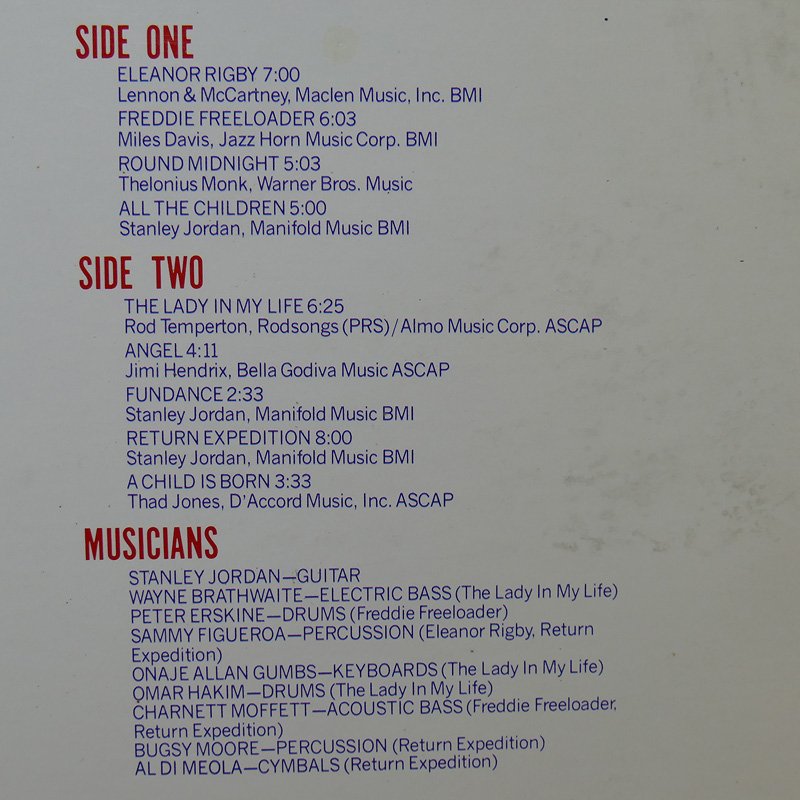 SIDE ONE
ELEANOR RIGBY 7:00
Lennon & McCartney, Maclen Music, Inc. BMI
FREDDIE FREELOADER 6:03
Miles Davis, Jazz Horn Music Corp. BMI
ROUND MIDNIGHT 5:03
Thelonius Monk, Warner Bros. Music
ALL THE CHILDREN 5:00
Stanley Jordan, Manifold Music BMI
SIDE TWO
THE LADY IN MY LIFE 6:25
Rod Temperton, Rodsongs (PRS)/Almo Music Corp. ASCAP
ANGEL 4:11
Jimi Hendrix, Bella Godiva Music ASCAP
FUNDANCE 2:33
Stanley Jordan, Manifold Music BMI
RETURN EXPEDITION 8:00
Stanley Jordan, Manifold Music BMI
A CHILD IS BORN 3:33
Thad Jones, D'Accord Music, Inc. ASCAP
MUSICIANS
STANLEY JORDAN—GUITAR
WAYNE BRATHWAITE—ELECTRIC BASS (The Lady In My Life)
PETER ERSKINE—DRUMS (Freddie Freeloader)
SAMMY FIGUEROA—PERCUSSION (Eleanor Rigby, Return
Expedition)
ONAJE ALLAN GUMBS—KEYBOARDS (The Lady In My Life)
OMAR HAKIM—DRUMS (The Lady In My Life)
CHARNETT MOFFETT—ACOUSTIC BASS (Freddie Freeloader,
Return Expedition)
BUGSY MOORE—PERCUSSION (Return Expedition)
AL DI MEOLA—CYMBALS (Return Expedition)